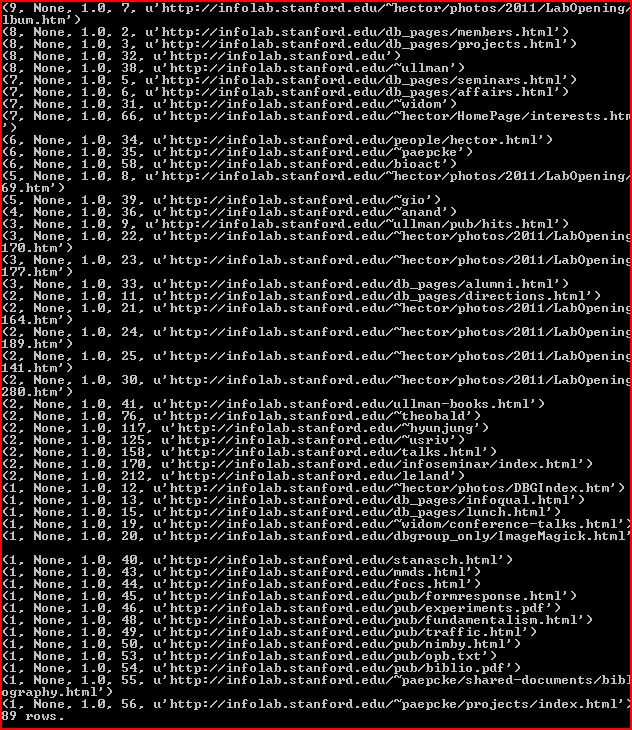 (9, None, 1.0, 7, u'http://infolab.stanford.edu/~hector/photos/2011/LabOpening/
lbum.htm')
(8, None, 1.0, 2, u'http://infolab.stanford.edu/db_pages/members.html')
(8, None, 1.0, 3, u'http://infolab.stanford.edu/db_pages/projects.html')
(8, None, 1.0, 32, u'http://infolab.stanford.edu')
(8, None, 1.0, 38, u'http://infolab.stanford.edu/~ullman')
(7, None, 1.0, 5, u'http://infolab.stanford.edu/db_pages/seminars.html')
(7, None, 1.0, 6, u'http://infolab.stanford.edu/db_pages/affairs.html')
(7, None, 1.0, 31, u'http://infolab.stanford.edu/~widom')
(7, None, 1.0, 66, u'http://infolab.stanford.edu/~hector/HomePage/interests.htm
')
(6, None, 1.0, 34, u'http://infolab.stanford.edu/people/hector.html')
(6, None, 1.0, 35, u'http://infolab.stanford.edu/~paepcke')
(6, None, 1.0, 58, u'http://infolab.stanford.edu/bioact')
(5, None, 1.0, 8, u'http://infolab.stanford.edu/~hector/photos/2011/LabOpening/
69.htm')
(5, None, 1.0, 39, u'http://infolab.stanford.edu/~gio')
(4, None, 1.0, 36, u'http://infolab.stanford.edu/~anand')
(3, None, 1.0, 9, u'http://infolab.stanford.edu/~ullman/pub/hits.html')
(3, None, 1.0, 22, u'http://infolab.stanford.edu/~hector/photos/2011/LabOpening
170.htm')
(3, None, 1.0, 23, u'http://infolab.stanford.edu/~hector/photos/2011/LabOpening
177.htm')
(3, None, 1.0, 33, u'http://infolab.stanford.edu/db_pages/alumni.html')
(2, None, 1.0, 11, u'http://infolab.stanford.edu/db_pages/directions.html')
(2, None, 1.0, 21, u'http://infolab.stanford.edu/~hector/photos/2011/LabOpening
164.htm')
(2, None, 1.0, 24, u'http://infolab.stanford.edu/~hector/photos/2011/LabOpening
189.htm')
(2, None, 1.0, 25, u'http://infolab.stanford.edu/~hector/photos/2011/LabOpening
141.htm')
(2, None, 1.0, 30, u'http://infolab.stanford.edu/~hector/photos/2011/LabOpening
280.htm')
(2, None, 1.0, 41, u'http://infolab.stanford.edu/ullman-books.html')
(2, None, 1.0, 76, u'http://infolab.stanford.edu/~theobald')
(2, None, 1.0, 117, u'http://infolab.stanford.edu/~hyunjung')
(2, None, 1.0, 125, u'http://infolab.stanford.edu/~usriv')
(2, None, 1.0, 158, u'http://infolab.stanford.edu/talks.html')
(2, None, 1.0, 170, u'http://infolab.stanford.edu/infoseminar/index.html')
(2, None, 1.0, 212, u'http://infolab.stanford.edu/leland')
(1, None, 1.0, 12, u'http://infolab.stanford.edu/~hector/photos/DBGIndex.htm')
(1, None, 1.0, 13, u'http://infolab.stanford.edu/db_pages/infoqual.html')
(1, None, 1.0, 15, u'http://infolab.stanford.edu/db_pages/lunch.html')
(1, None, 1.0, 19, u'http://infolab.stanford.edu/~widom/conference-talks.html')
(1, None, 1.0, 20, u'http://infolab.stanford.edu/dbgroup_only/ImageMagick.html'
(1, None, 1.0, 40, u'http://infolab.stanford.edu/stanasch.html')
(1, None, 1.0, 43, u'http://infolab.stanford.edu/mmds.html')
(1, None, 1.0, 44, u'http://infolab.stanford.edu/focs.html')
(1, None, 1.0, 45, u'http://infolab.stanford.edu/pub/formresponse.html')
(1, None, 1.0, 46, u'http://infolab.stanford.edu/pub/experiments.pdf')
(1, None, 1.0, 48, u'http://infolab.stanford.edu/pub/fundamentalism.html')
(1, None, 1.0, 49, u'http://infolab.stanford.edu/pub/traffic.html')
(1, None, 1.0, 50, u'http://infolab.stanford.edu/pub/nimby.html')
(1, None, 1.0, 53, u'http://infolab.stanford.edu/pub/opb.txt')
(1, None, 1.0, 54, u'http://infolab.stanford.edu/pub/biblio.pdf')
(1, None, 1.0, 55, u'http://infolab.stanford.edu/~paepcke/shared-documents/bibl
ography.html')
(1, None, 1.0, 56, u'http://infolab.stanford.edu/~paepcke/projects/index.html')
89 rows.